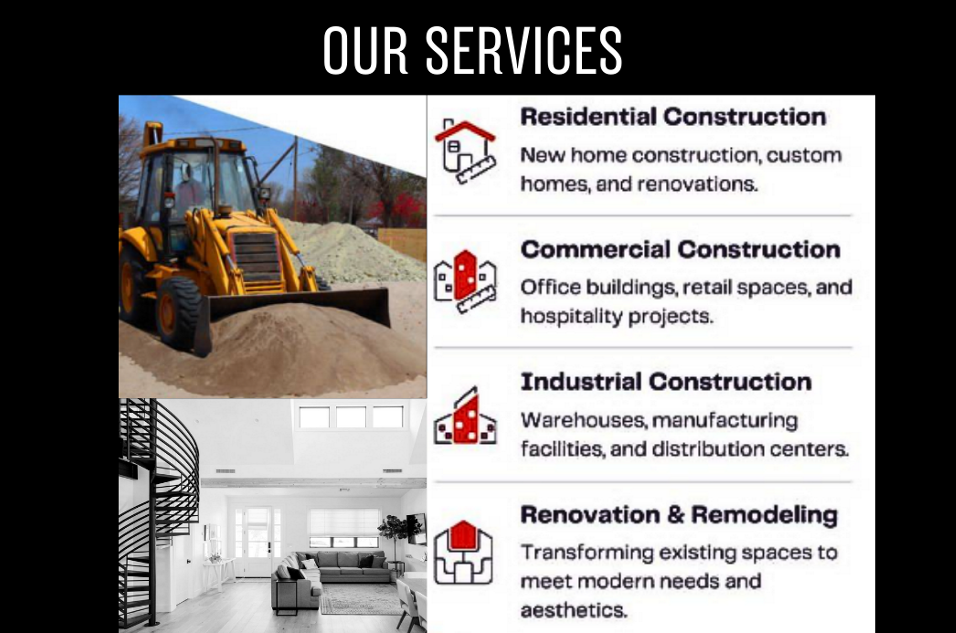 OUR SERVICES
Residential Construction
New home construction, custom
homes, and renovations.
Commercial Construction
Office buildings, retail spaces, and
hospitality projects.
Industrial Construction
Warehouses, manufacturing
facilities, and distribution centers.
Renovation & Remodeling
Transforming existing spaces to
meet modern needs and
aesthetics.